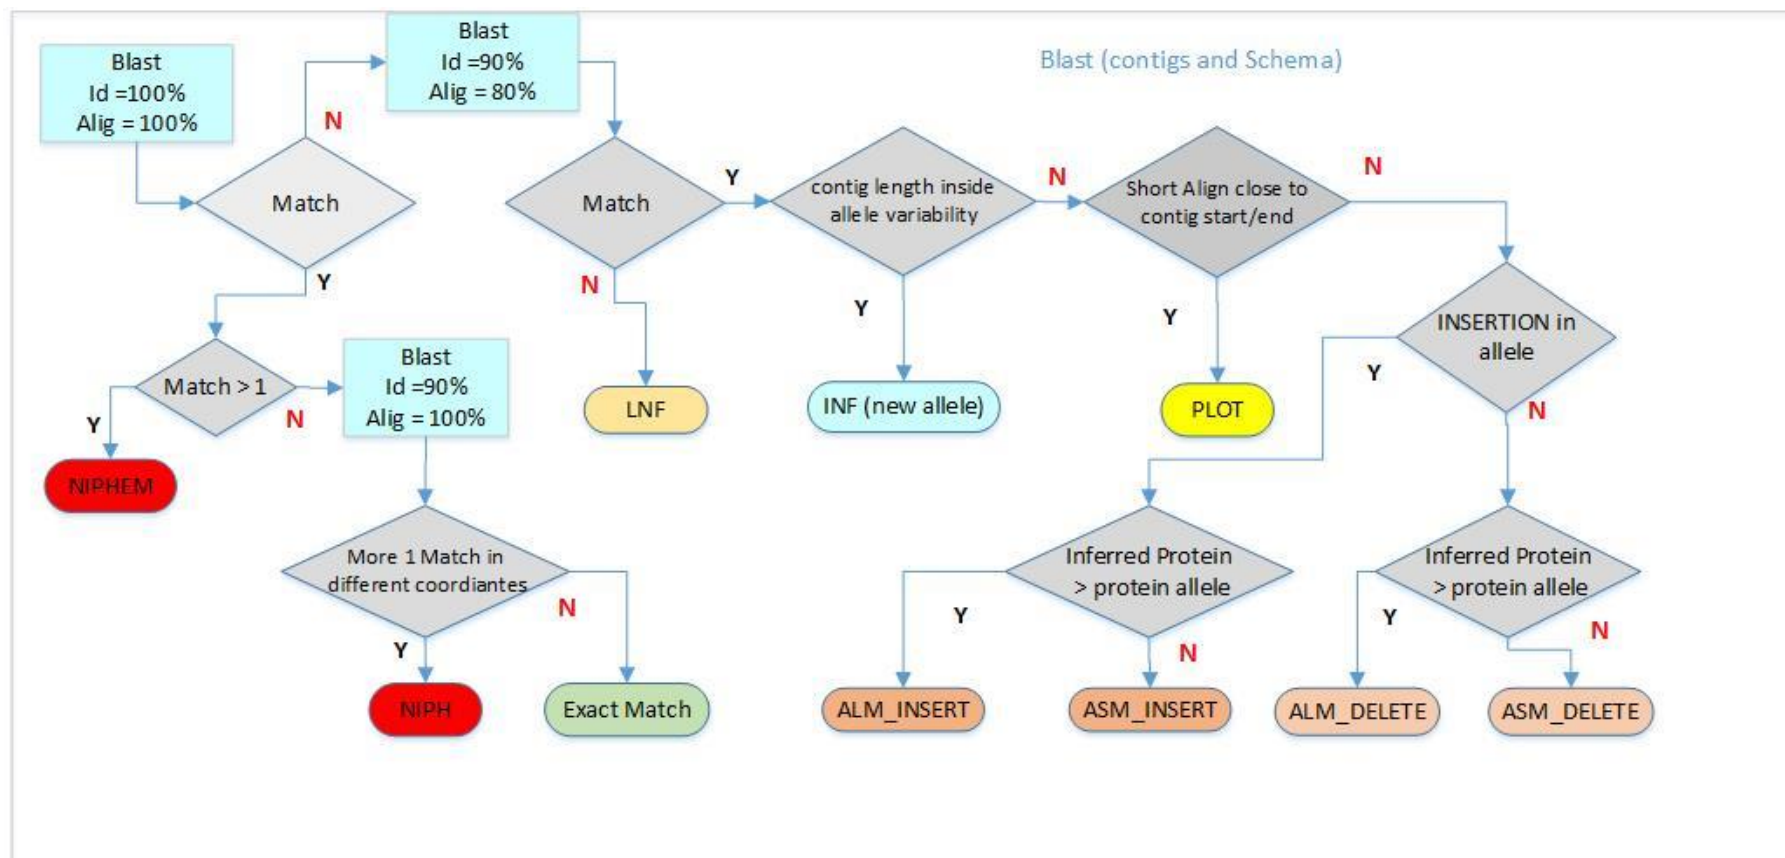 Blast
Id =100%
Alig = 100%
Blast
Id =90%
Alig = 80%
Blast (contigs and Schema)
N
Match
Y
Match
Y
N
contig length inside
allele variability
N
Y
Short Align close to
contig start/end
N
Y
INSERTION in
allele
Y
N
Match > 1
Y
N
Blast
Id =90%
Alig = 100%
LNF
INF (new allele)
PLOT
NIPHEM
More 1 Match in
different coordiantes
N
Y
Inferred Protein
> protein allele
Y
N
Inferred Protein
> protein allele
Y
N
NIPH
Exact Match
ALM_INSERT
ASM_INSERT
ALM_DELETE
ASM_DELETE